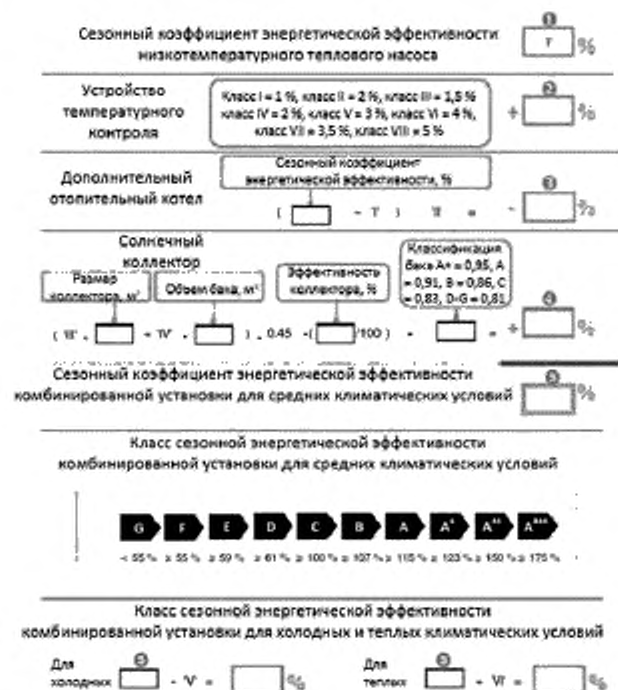 ①
Сезонный коэффициент энергетической эффективности
низкотемпературного теплового насоса
'I' %
Устройство
температурного
контроля
Класс I = 1 %, класс II = 2 %, класс III = 1,5 %
класс IV = 2 %, класс V = 3 %, класс VI = 4 %,
класс VII = 3,5 %, класс VIII = 5 %
② + %
Дополнительный
отопительный котел
Сезонный коэффициент
энергетической эффективности, %
( - 'I' ) 'II' = - %
Солнечный
коллектор
Размер
коллектора, м²
Объем бака, м³
Эффективность
коллектора, %
Классификация
бака A+ = 0,95, A
= 0,91, B = 0,86, C
= 0,83, D-G = 0,81
④
( 'III' × + 'IV' × ) × 0.45 ×( /100 ) × = + %
Сезонный коэффициент энергетической эффективности
комбинированной установки для средних климатических условий %
Класс сезонной энергетической эффективности
комбинированной установки для средних климатических условий
G F E D C B A A⁺ A⁺⁺ A⁺⁺⁺
< 55 % ≥ 55 % ≥ 59 % ≥ 61 % ≥ 100 % ≥ 107 % ≥ 115 % ≥ 123 % ≥ 150 % ≥ 175 %
Класс сезонной энергетической эффективности
комбинированной установки для холодных и теплых климатических условий
Для
холодных - 'V' = %
Для
теплых + 'VI' = %